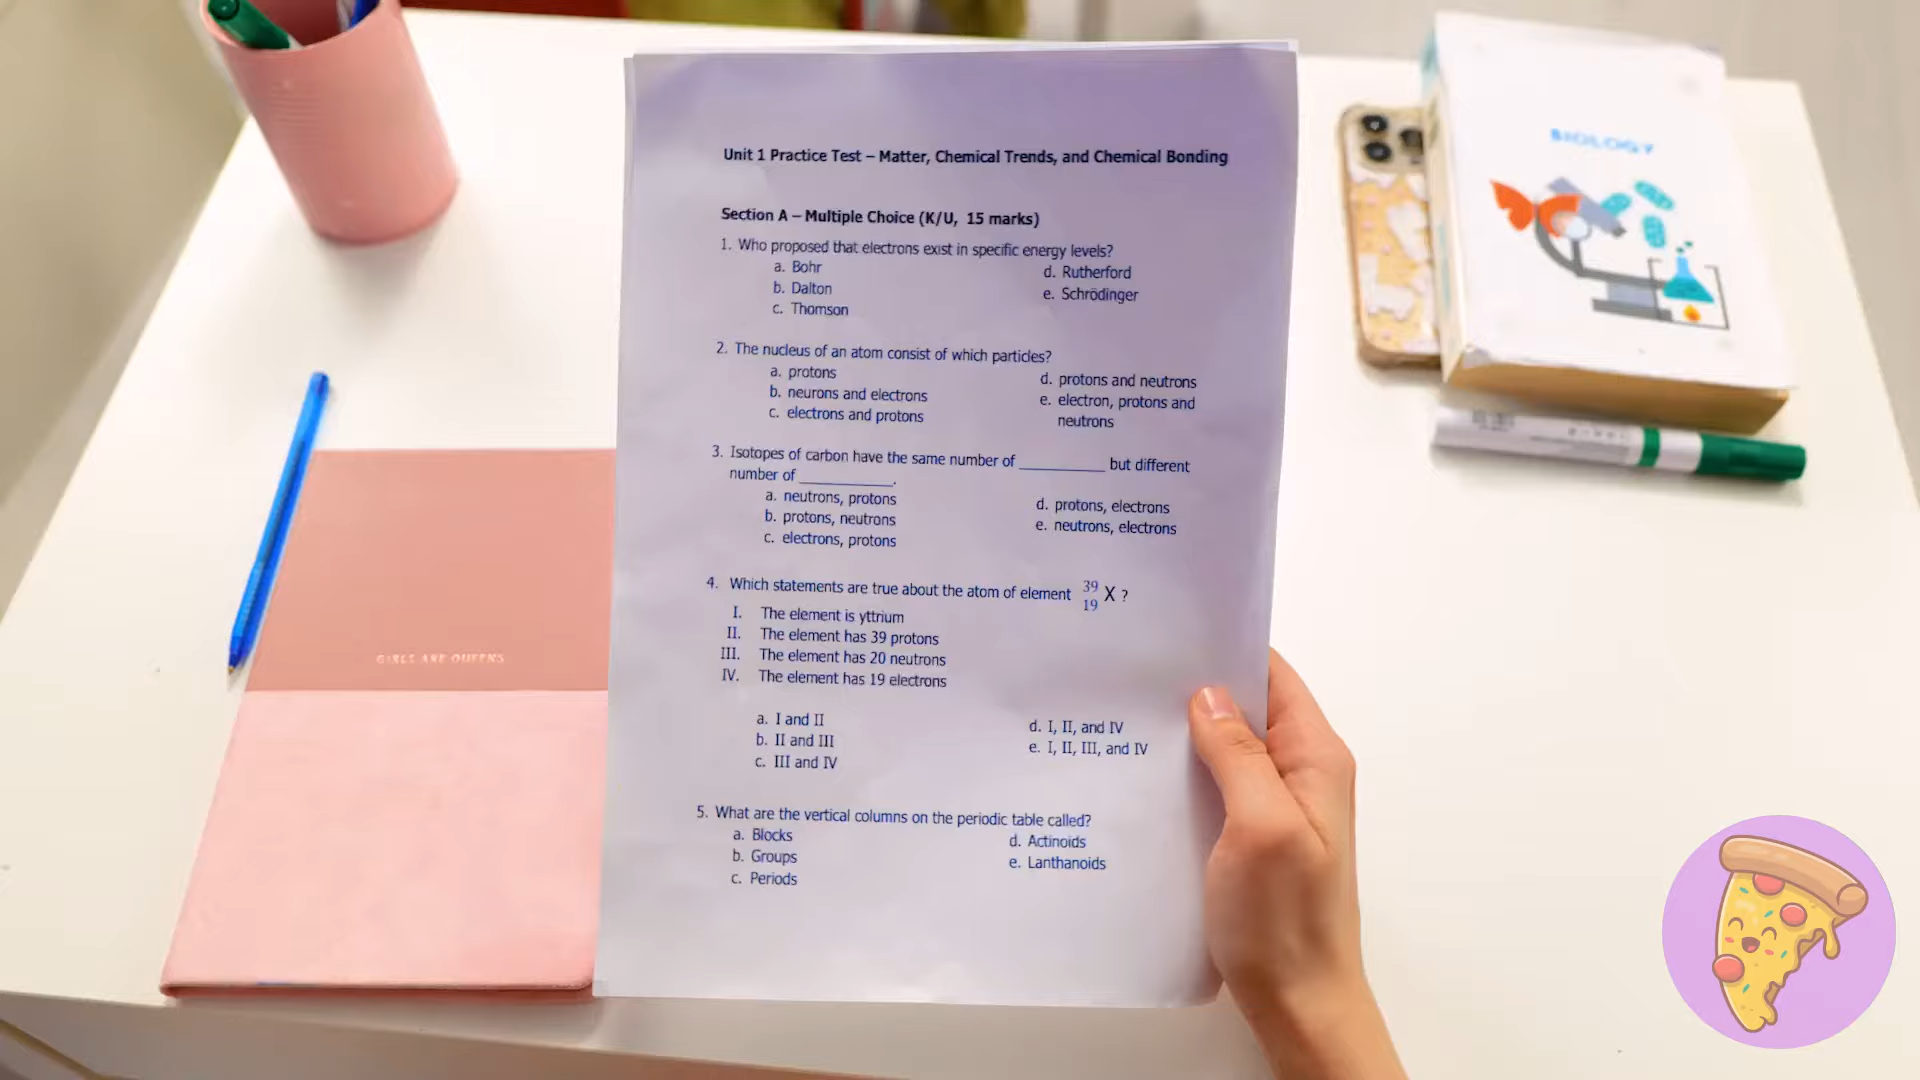 Unit 1 Practice Test – Matter, Chemical Trends, and Chemical Bonding
Section A – Multiple Choice (K/U, 15 marks)
1. Who proposed that electrons exist in specific energy levels?
a. Bohr
b. Dalton
c. Thomson
d. Rutherford
e. Schrödinger
2. The nucleus of an atom consist of which particles?
a. protons
b. neurons and electrons
c. electrons and protons
d. protons and neutrons
e. electron, protons and
neutrons
3. Isotopes of carbon have the same number of __________ but different
number of ___________.
a. neutrons, protons
b. protons, neutrons
c. electrons, protons
d. protons, electrons
e. neutrons, electrons
4. Which statements are true about the atom of element 39 19 X ?
I. The element is yttrium
II. The element has 39 protons
III. The element has 20 neutrons
IV. The element has 19 electrons
a. I and II
b. II and III
c. III and IV
d. I, II, and IV
e. I, II, III, and IV
5. What are the vertical columns on the periodic table called?
a. Blocks
b. Groups
c. Periods
d. Actinoids
e. Lanthanoids
GIRLS ARE QUEENS
BIOLOGY